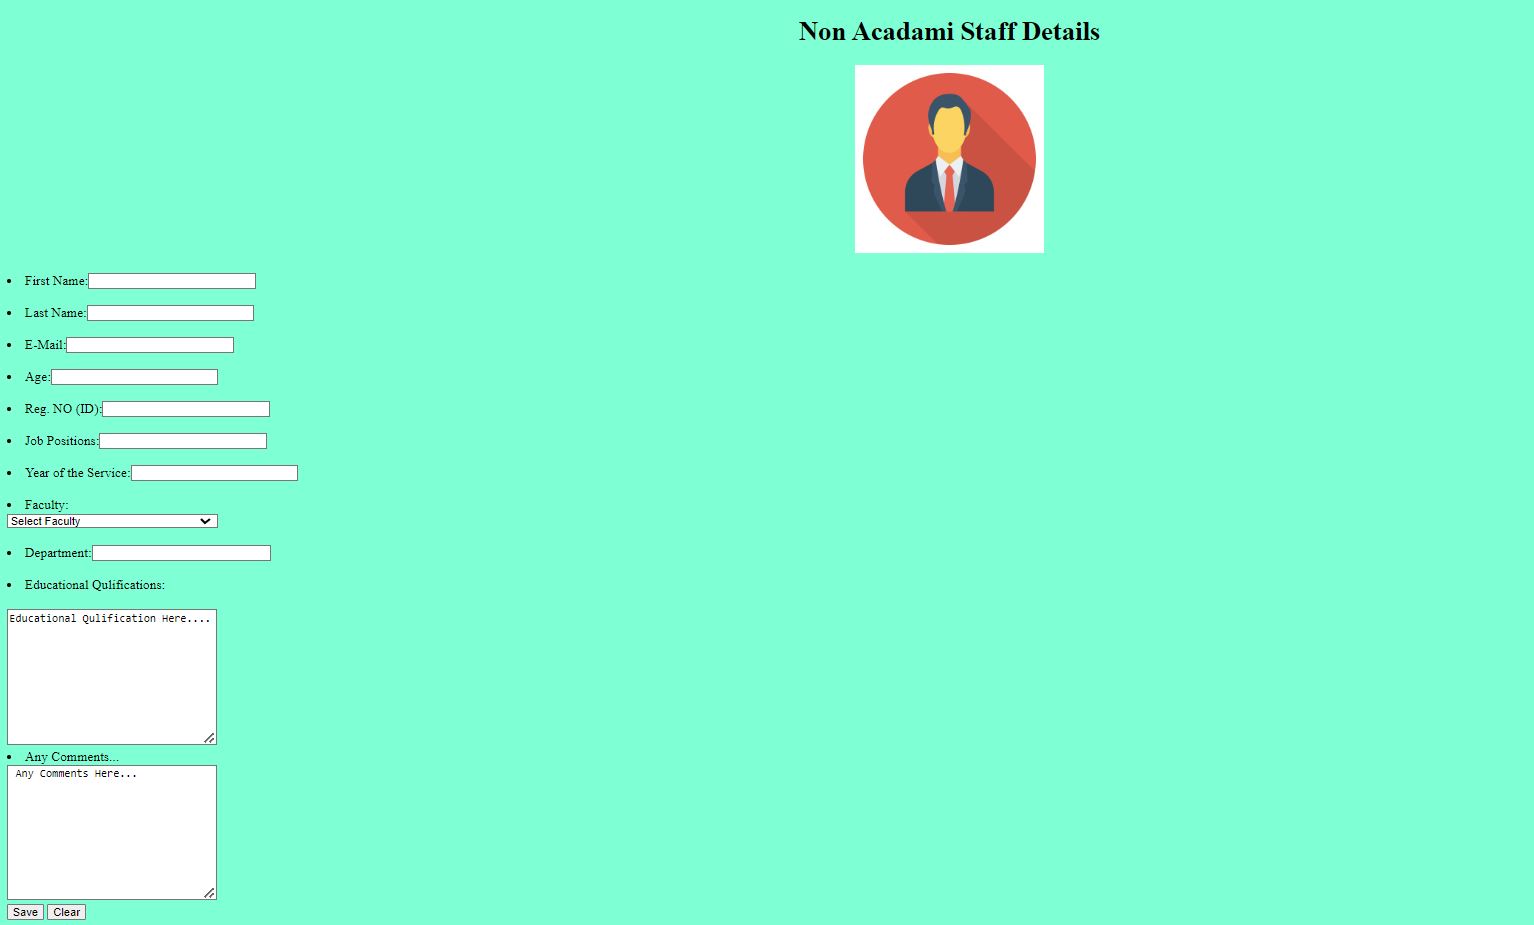 Non Acadami Staff Details
First Name:
Last Name:
E-Mail:
Age:
Reg. NO (ID):
Job Positions:
Year of the Service:
Faculty:
Select Faculty
Department:
Educational Qulifications:
Educational Qulification Here....
Any Comments...
Any Comments Here...
Save Clear